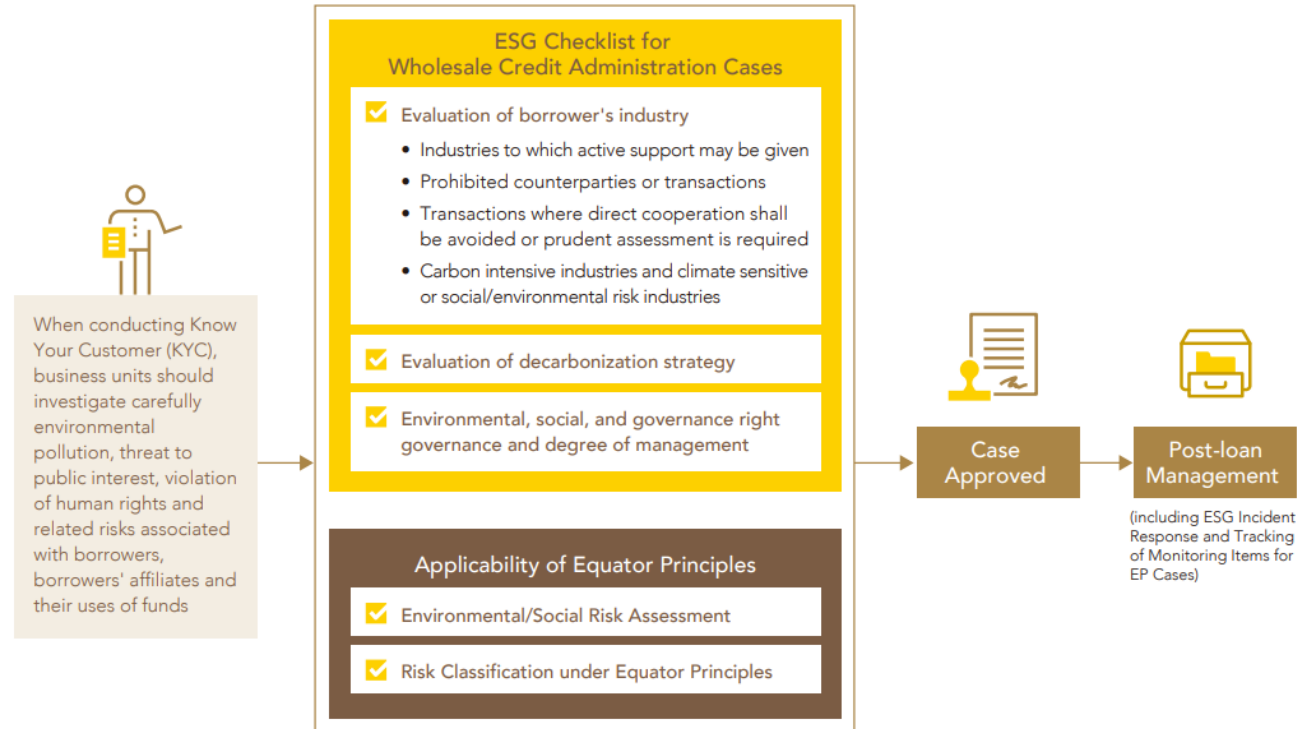 When conducting Know
Your Customer (KYC),
business units should
investigate carefully
environmental
pollution, threat to
public interest, violation
of human rights and
related risks associated
with borrowers,
borrowers' affiliates and
their uses of funds
ESG Checklist for
Wholesale Credit Administration Cases
Evaluation of borrower's industry
• Industries to which active support may be given
• Prohibited counterparties or transactions
• Transactions where direct cooperation shall
be avoided or prudent assessment is required
• Carbon intensive industries and climate sensitive
or social/environmental risk industries
Evaluation of decarbonization strategy
Environmental, social, and governance right
governance and degree of management
Applicability of Equator Principles
Environmental/Social Risk Assessment
Risk Classification under Equator Principles
Case
Approved
Post-loan
Management
(including ESG Incident
Response and Tracking
of Monitoring Items for
EP Cases)